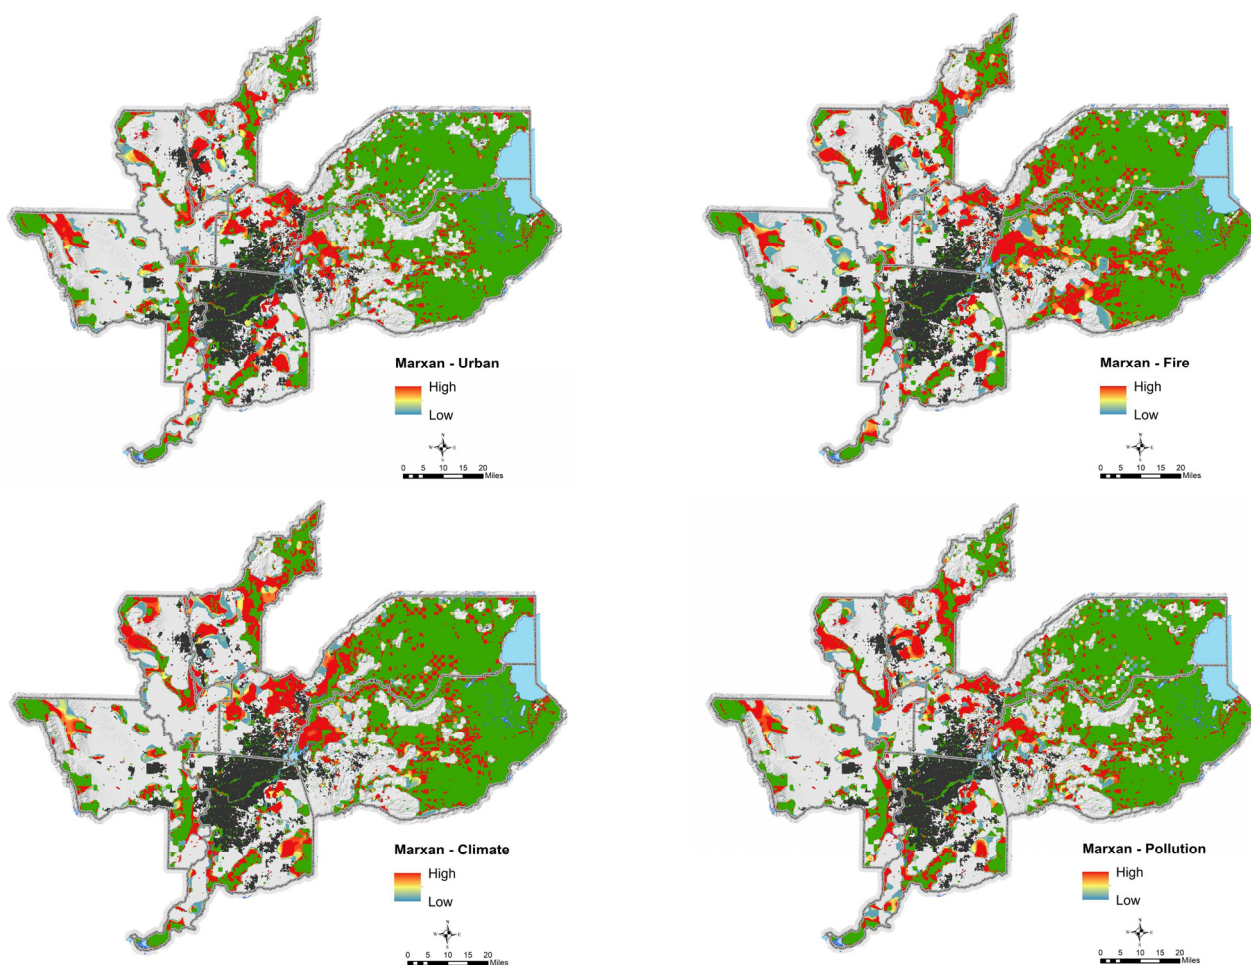 Marxan - Urban
High
Low
N
W E
S
0 5 10 15 20
Miles
Marxan - Fire
High
Low
N
W E
S
0 5 10 15 20
Miles
Marxan - Climate
High
Low
N
W E
S
0 5 10 15 20
Miles
Marxan - Pollution
High
Low
N
W E
S
0 5 10 15 20
Miles